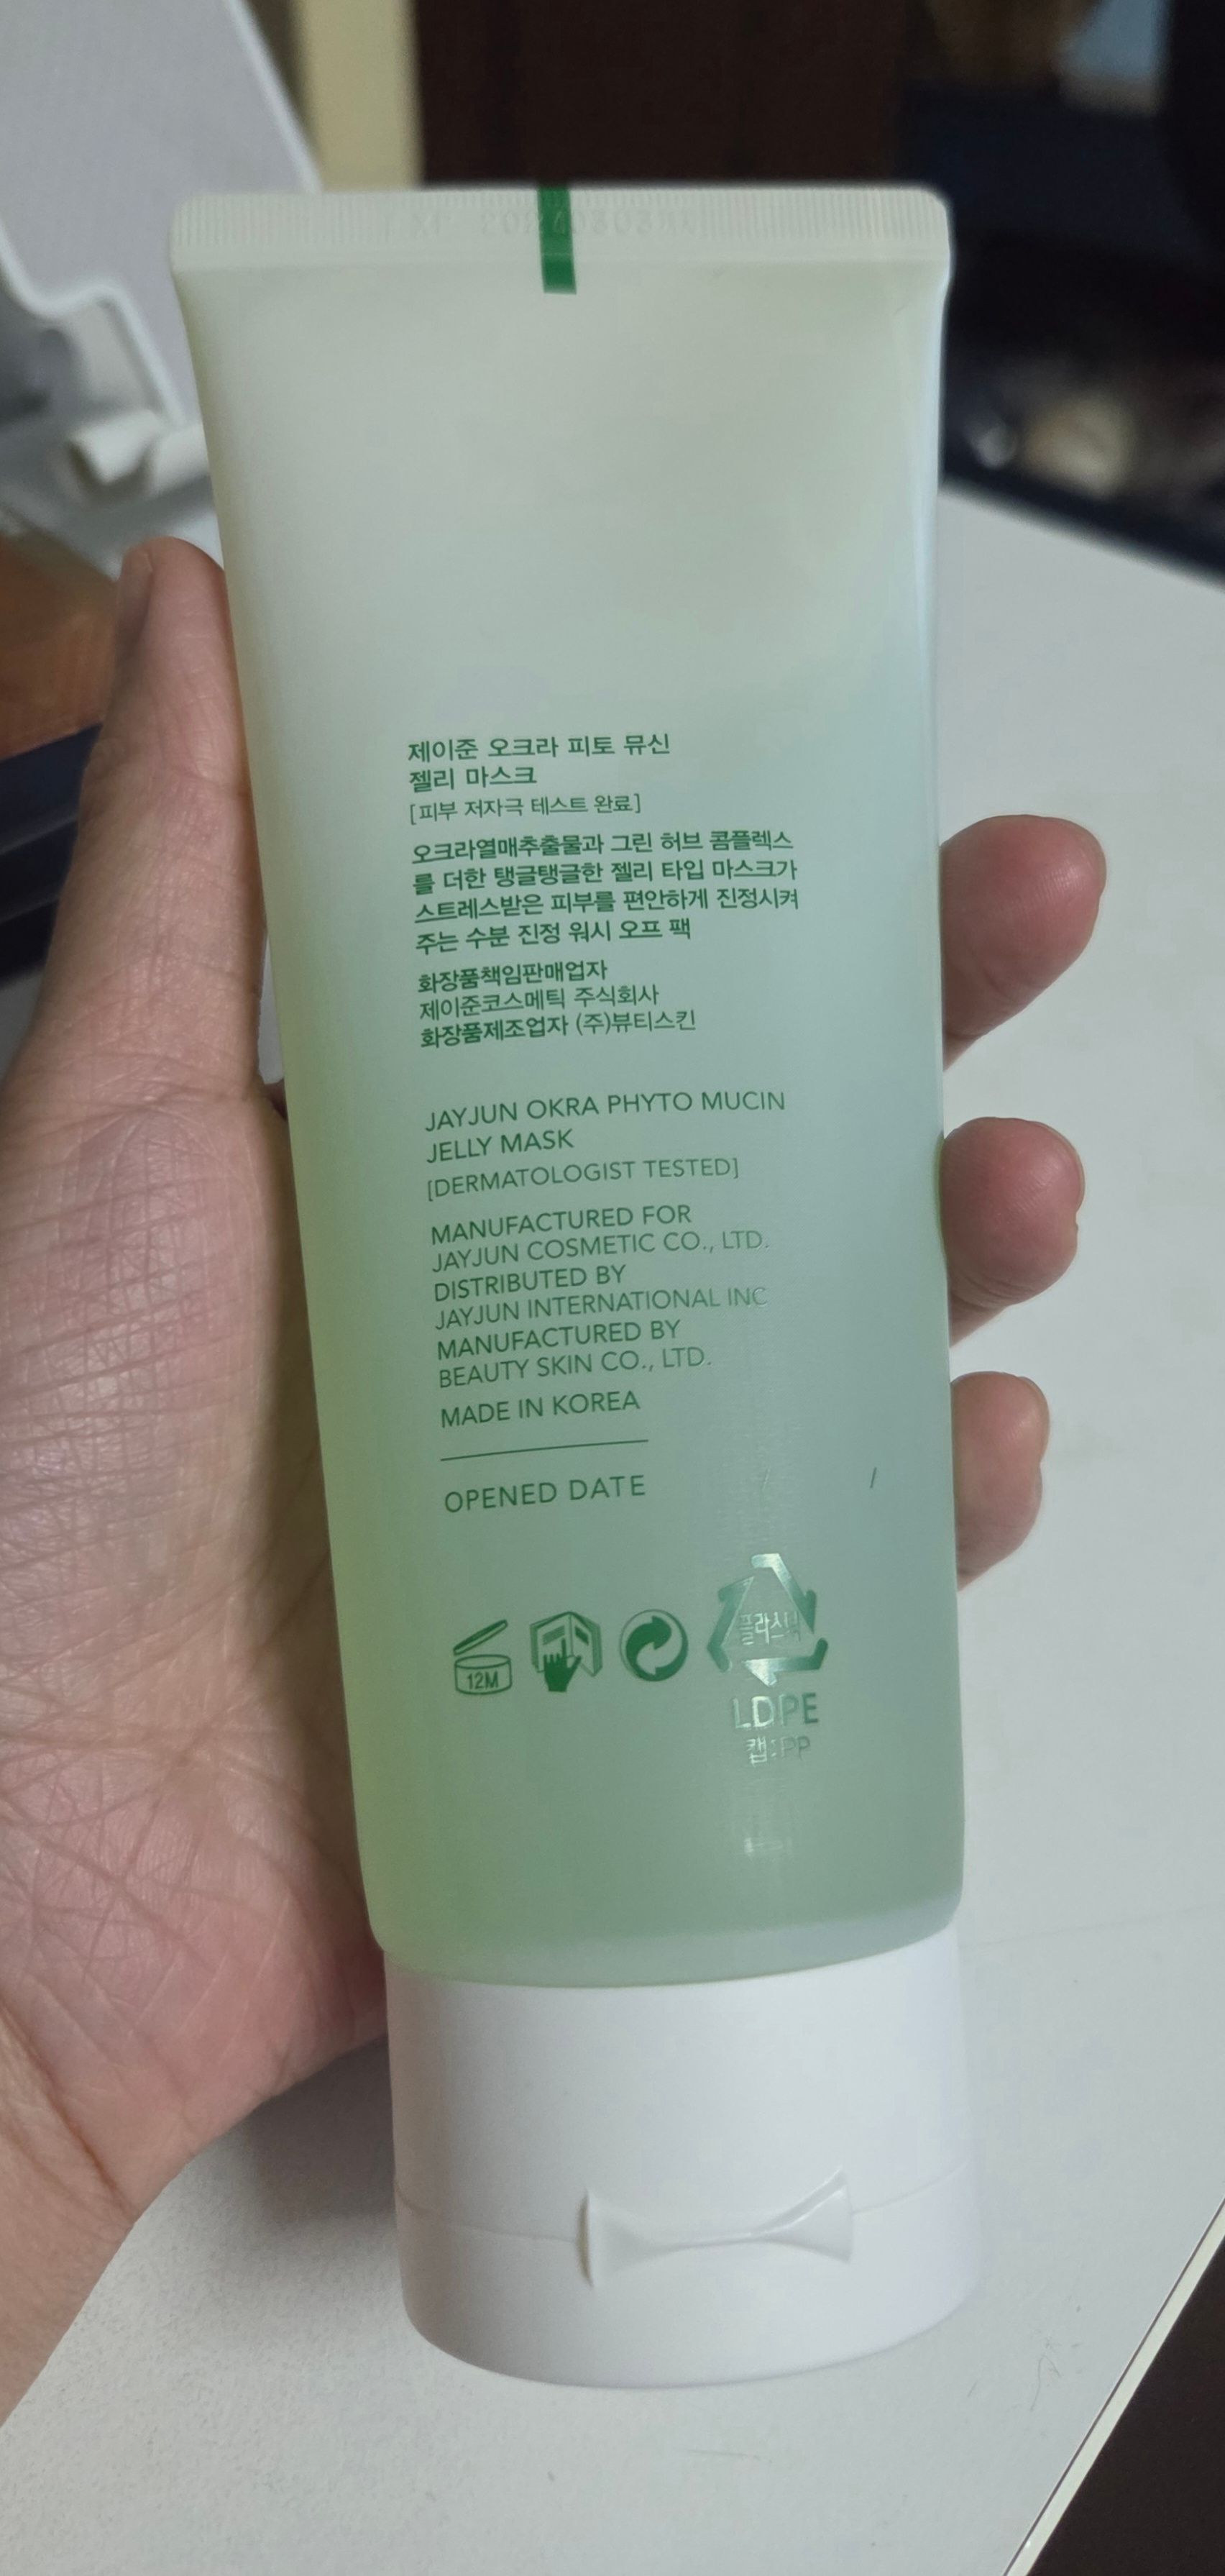 제이준 오크라 피토 뮤신
젤리 마스크
[피부 저자극 테스트 완료]
오크라열매추출물과 그린 허브 콤플렉스
를 더한 탱글탱글한 젤리 타입 마스크가
스트레스받은 피부를 편안하게 진정시켜
주는 수분 진정 워시 오프 팩
화장품책임판매업자
제이준코스메틱 주식회사
화장품제조업자 (주)뷰티스킨
JAYJUN OKRA PHYTO MUCIN
JELLY MASK
[DERMATOLOGIST TESTED]
MANUFACTURED FOR
JAYJUN COSMETIC CO., LTD.
DISTRIBUTED BY
JAYJUN INTERNATIONAL INC
MANUFACTURED BY
BEAUTY SKIN CO., LTD.
MADE IN KOREA
OPENED DATE / /
12M
플라스틱
LDPE
캡:PP